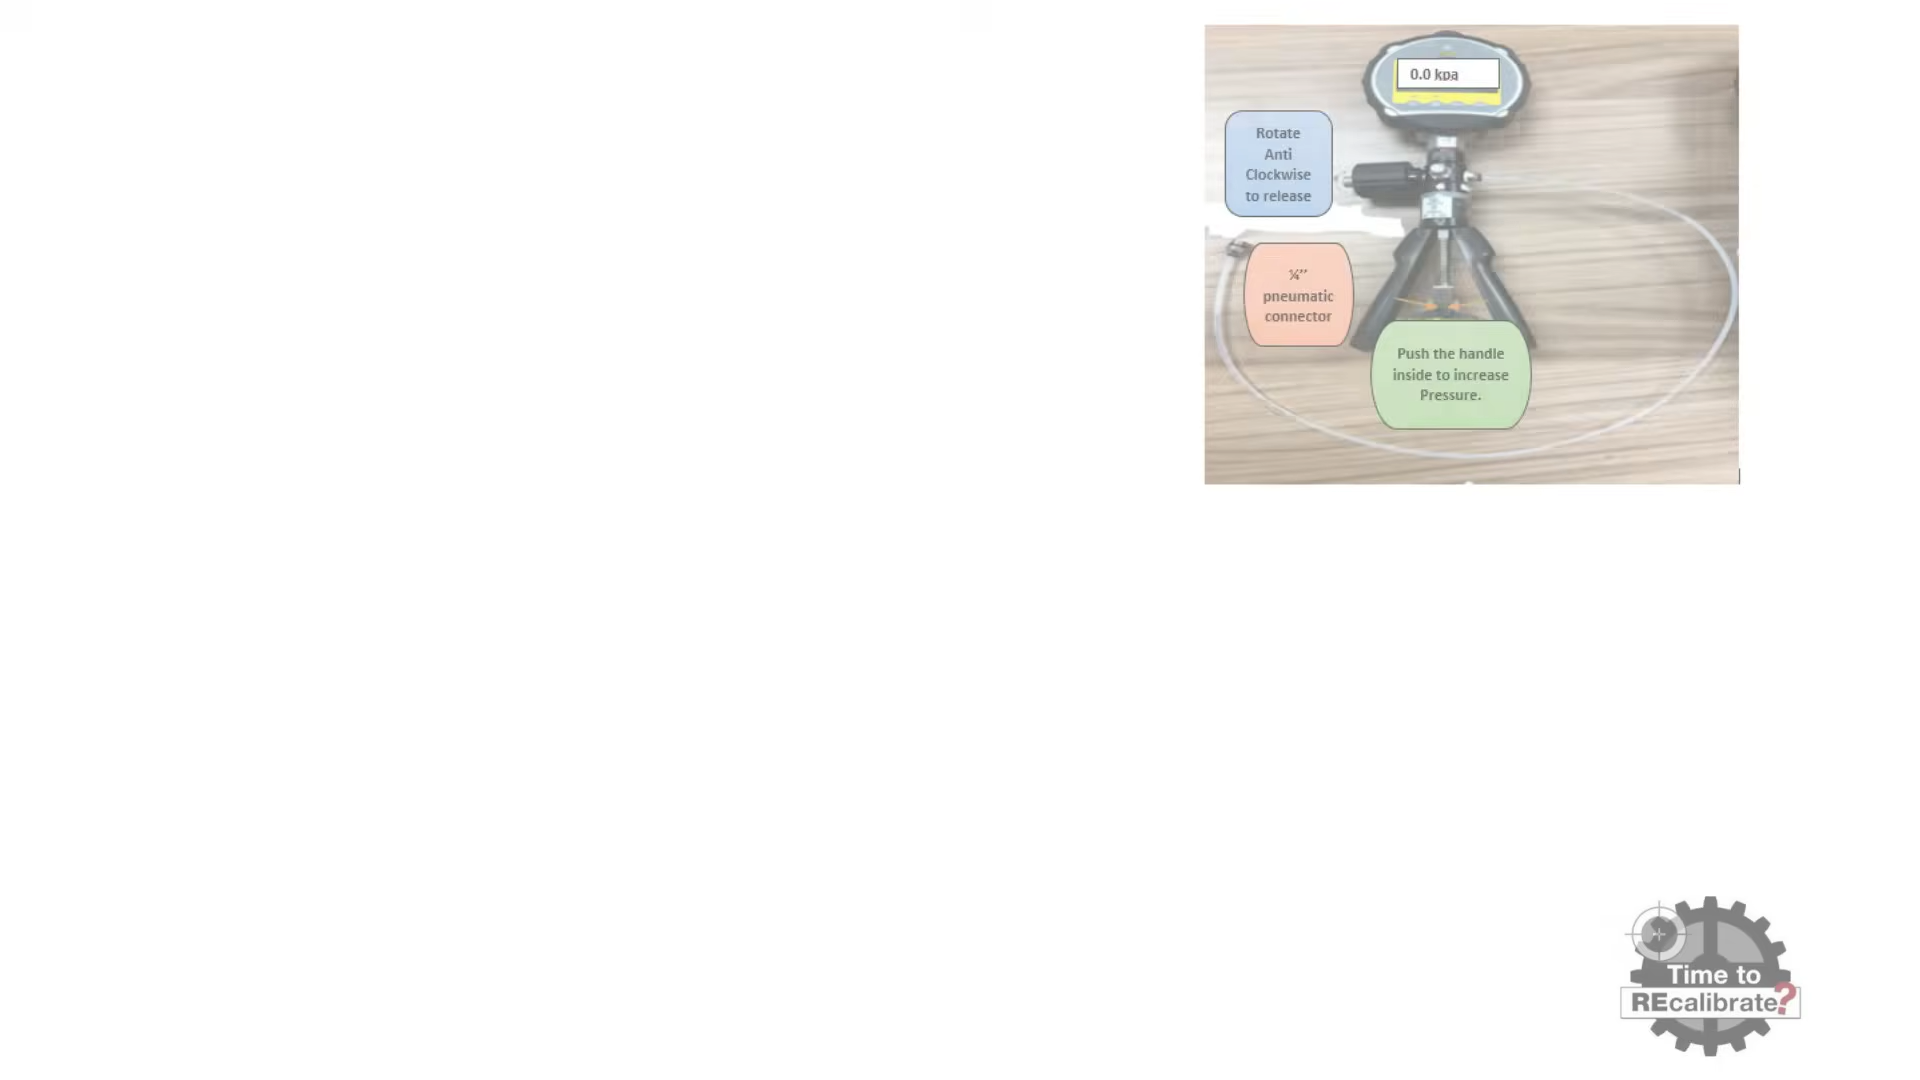 0.0 kpa
Rotate
Anti
Clockwise
to release
¼’’
pneumatic
connector
Push the handle
inside to increase
Pressure.
Time to
REcalibrate?